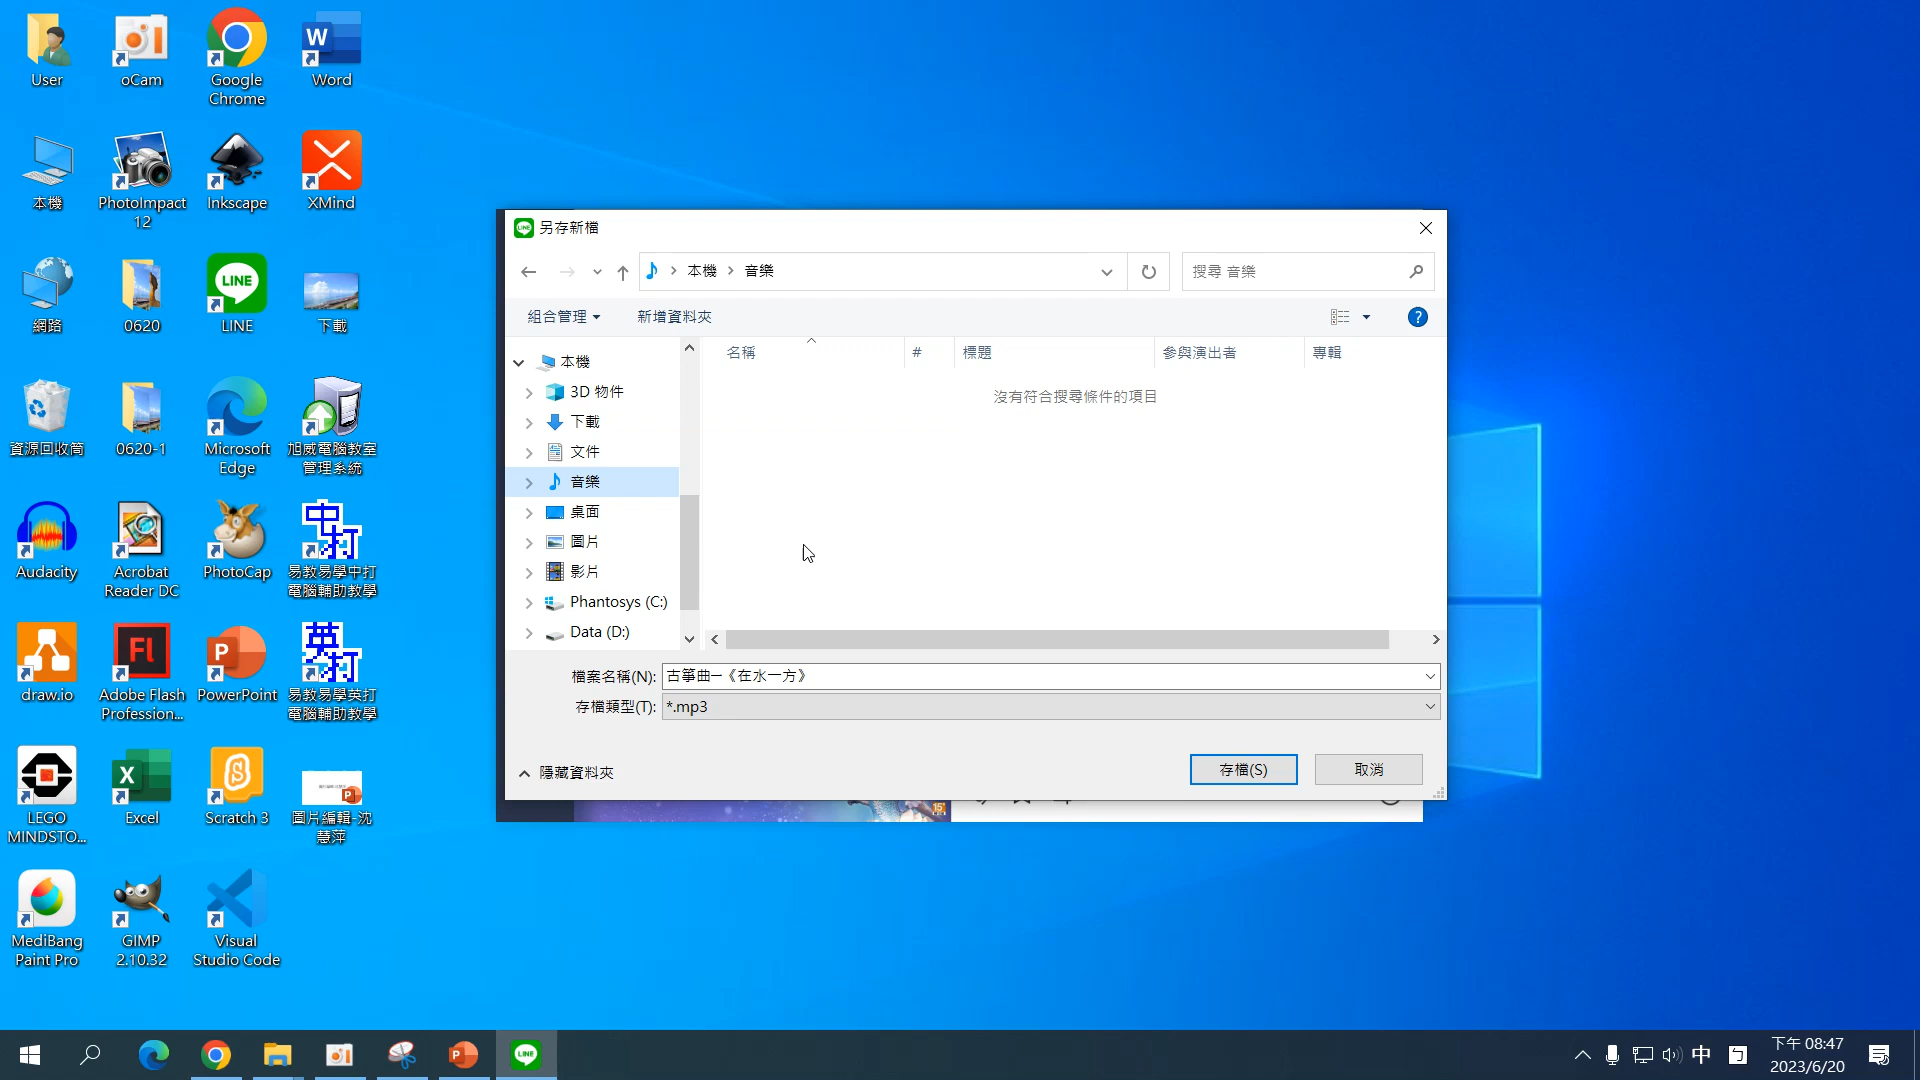 User
oCam
Google
Chrome
Word
本機
PhotoImpact
12
Inkscape
XMind
網路
0620
LINE
下載
資源回收筒
0620-1
Microsoft
Edge
旭威電腦教室
管理系統
Audacity
Acrobat
Reader DC
PhotoCap
易教易學中打
電腦輔助教學
draw.io
Adobe Flash
Profession...
PowerPoint
易教易學英打
電腦輔助教學
LEGO
MINDSTO...
Excel
Scratch 3
圖片編輯-沈
慧萍
MediBang
Paint Pro
GIMP
2.10.32
Visual
Studio Code
另存新檔
本機 › 音樂
搜尋 音樂
組合管理
新增資料夾
名稱
#
標題
參與演出者
專輯
沒有符合搜尋條件的項目
本機
3D 物件
下載
文件
音樂
桌面
圖片
影片
Phantosys (C:)
Data (D:)
檔案名稱(N): 古箏曲─《在水一方》
存檔類型(T): *.mp3
隱藏資料夾
存檔(S)
取消
中
下午 08:47
2023/6/20